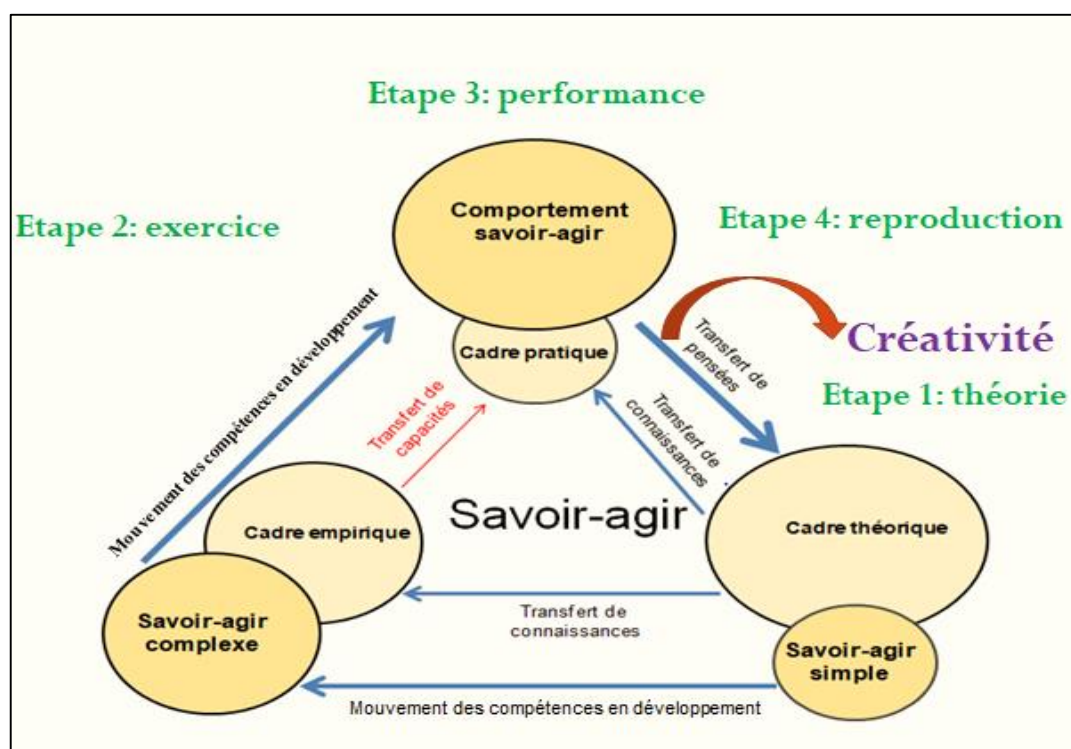 Etape 3: performance
Etape 2: exercice
Comportement
savoir-agir
Etape 4: reproduction
Mouvement des compétences en développement
Cadre pratique
Transfert de
pensées
Créativité
Etape 1: théorie
Transfert de
capacités
Transfert de
connaissances
Savoir-agir
Cadre empirique
Cadre théorique
Savoir-agir
complexe
Transfert de
connaissances
Savoir-agir
simple
Mouvement des compétences en développement